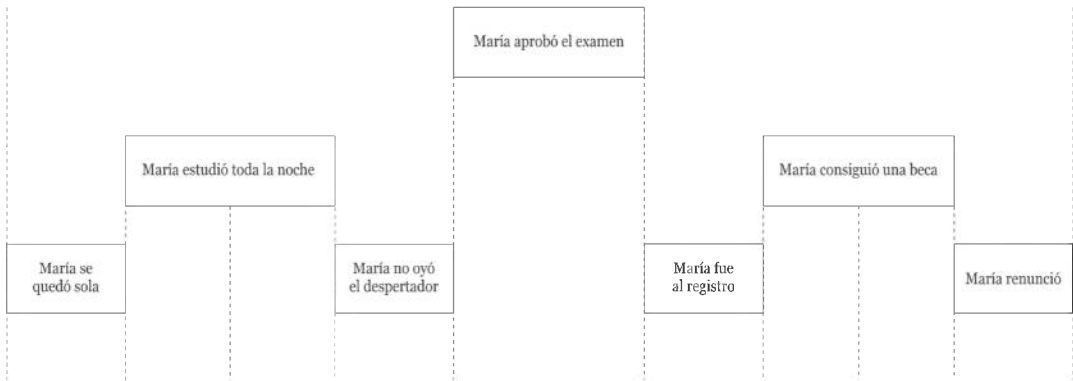 María aprobó el examen
María estudió toda la noche
María consiguió una beca
María se
quedó sola
María no oyó
el despertador
María fue
al registro
María renunció